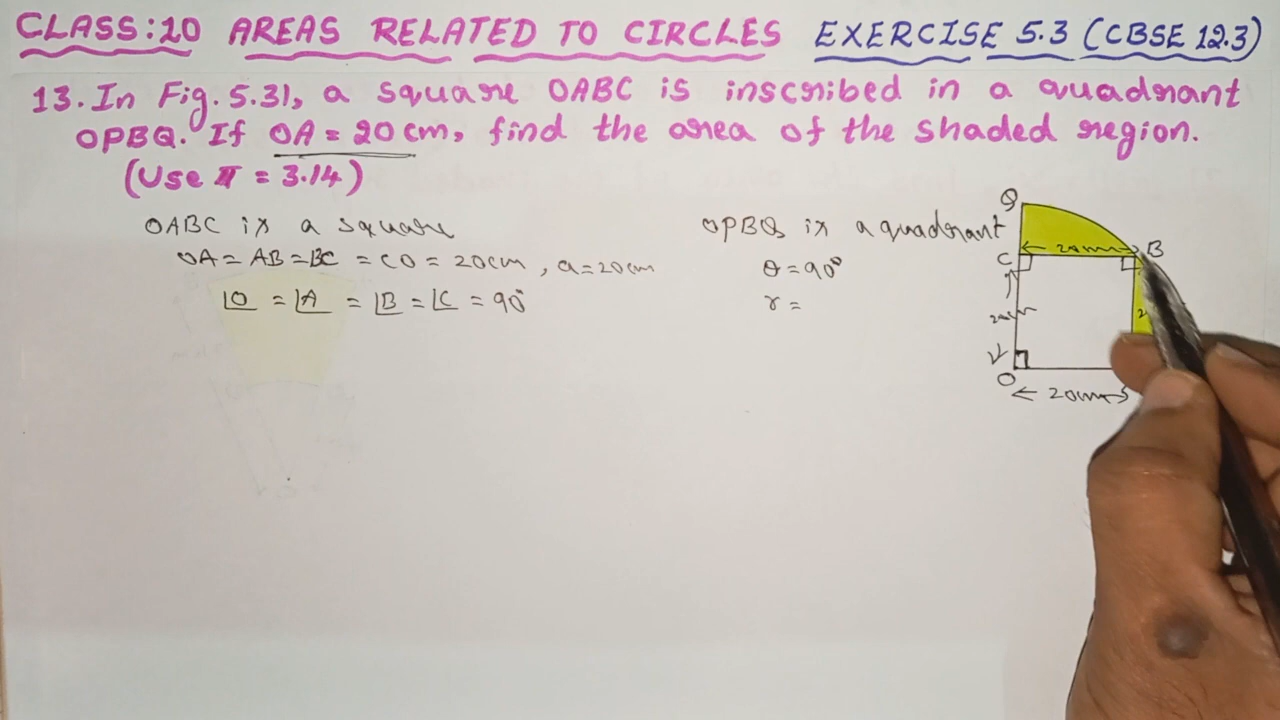 CLASS:10 AREAS RELATED TO CIRCLES EXERCISE 5.3 (CBSE 12.3)
13. In Fig. 5.31, a square OABC is inscribed in a quadrant
OPBQ. If OA = 20 cm, find the area of the shaded region.
(Use π = 3.14)
OABC is a square
OA = AB = BC = CO = 20cm, a = 20cm
∠O = ∠A = ∠B = ∠C = 90°
OPBQ is a quadrant
θ = 90°
r =
Q
20cm B
C
O
20cm